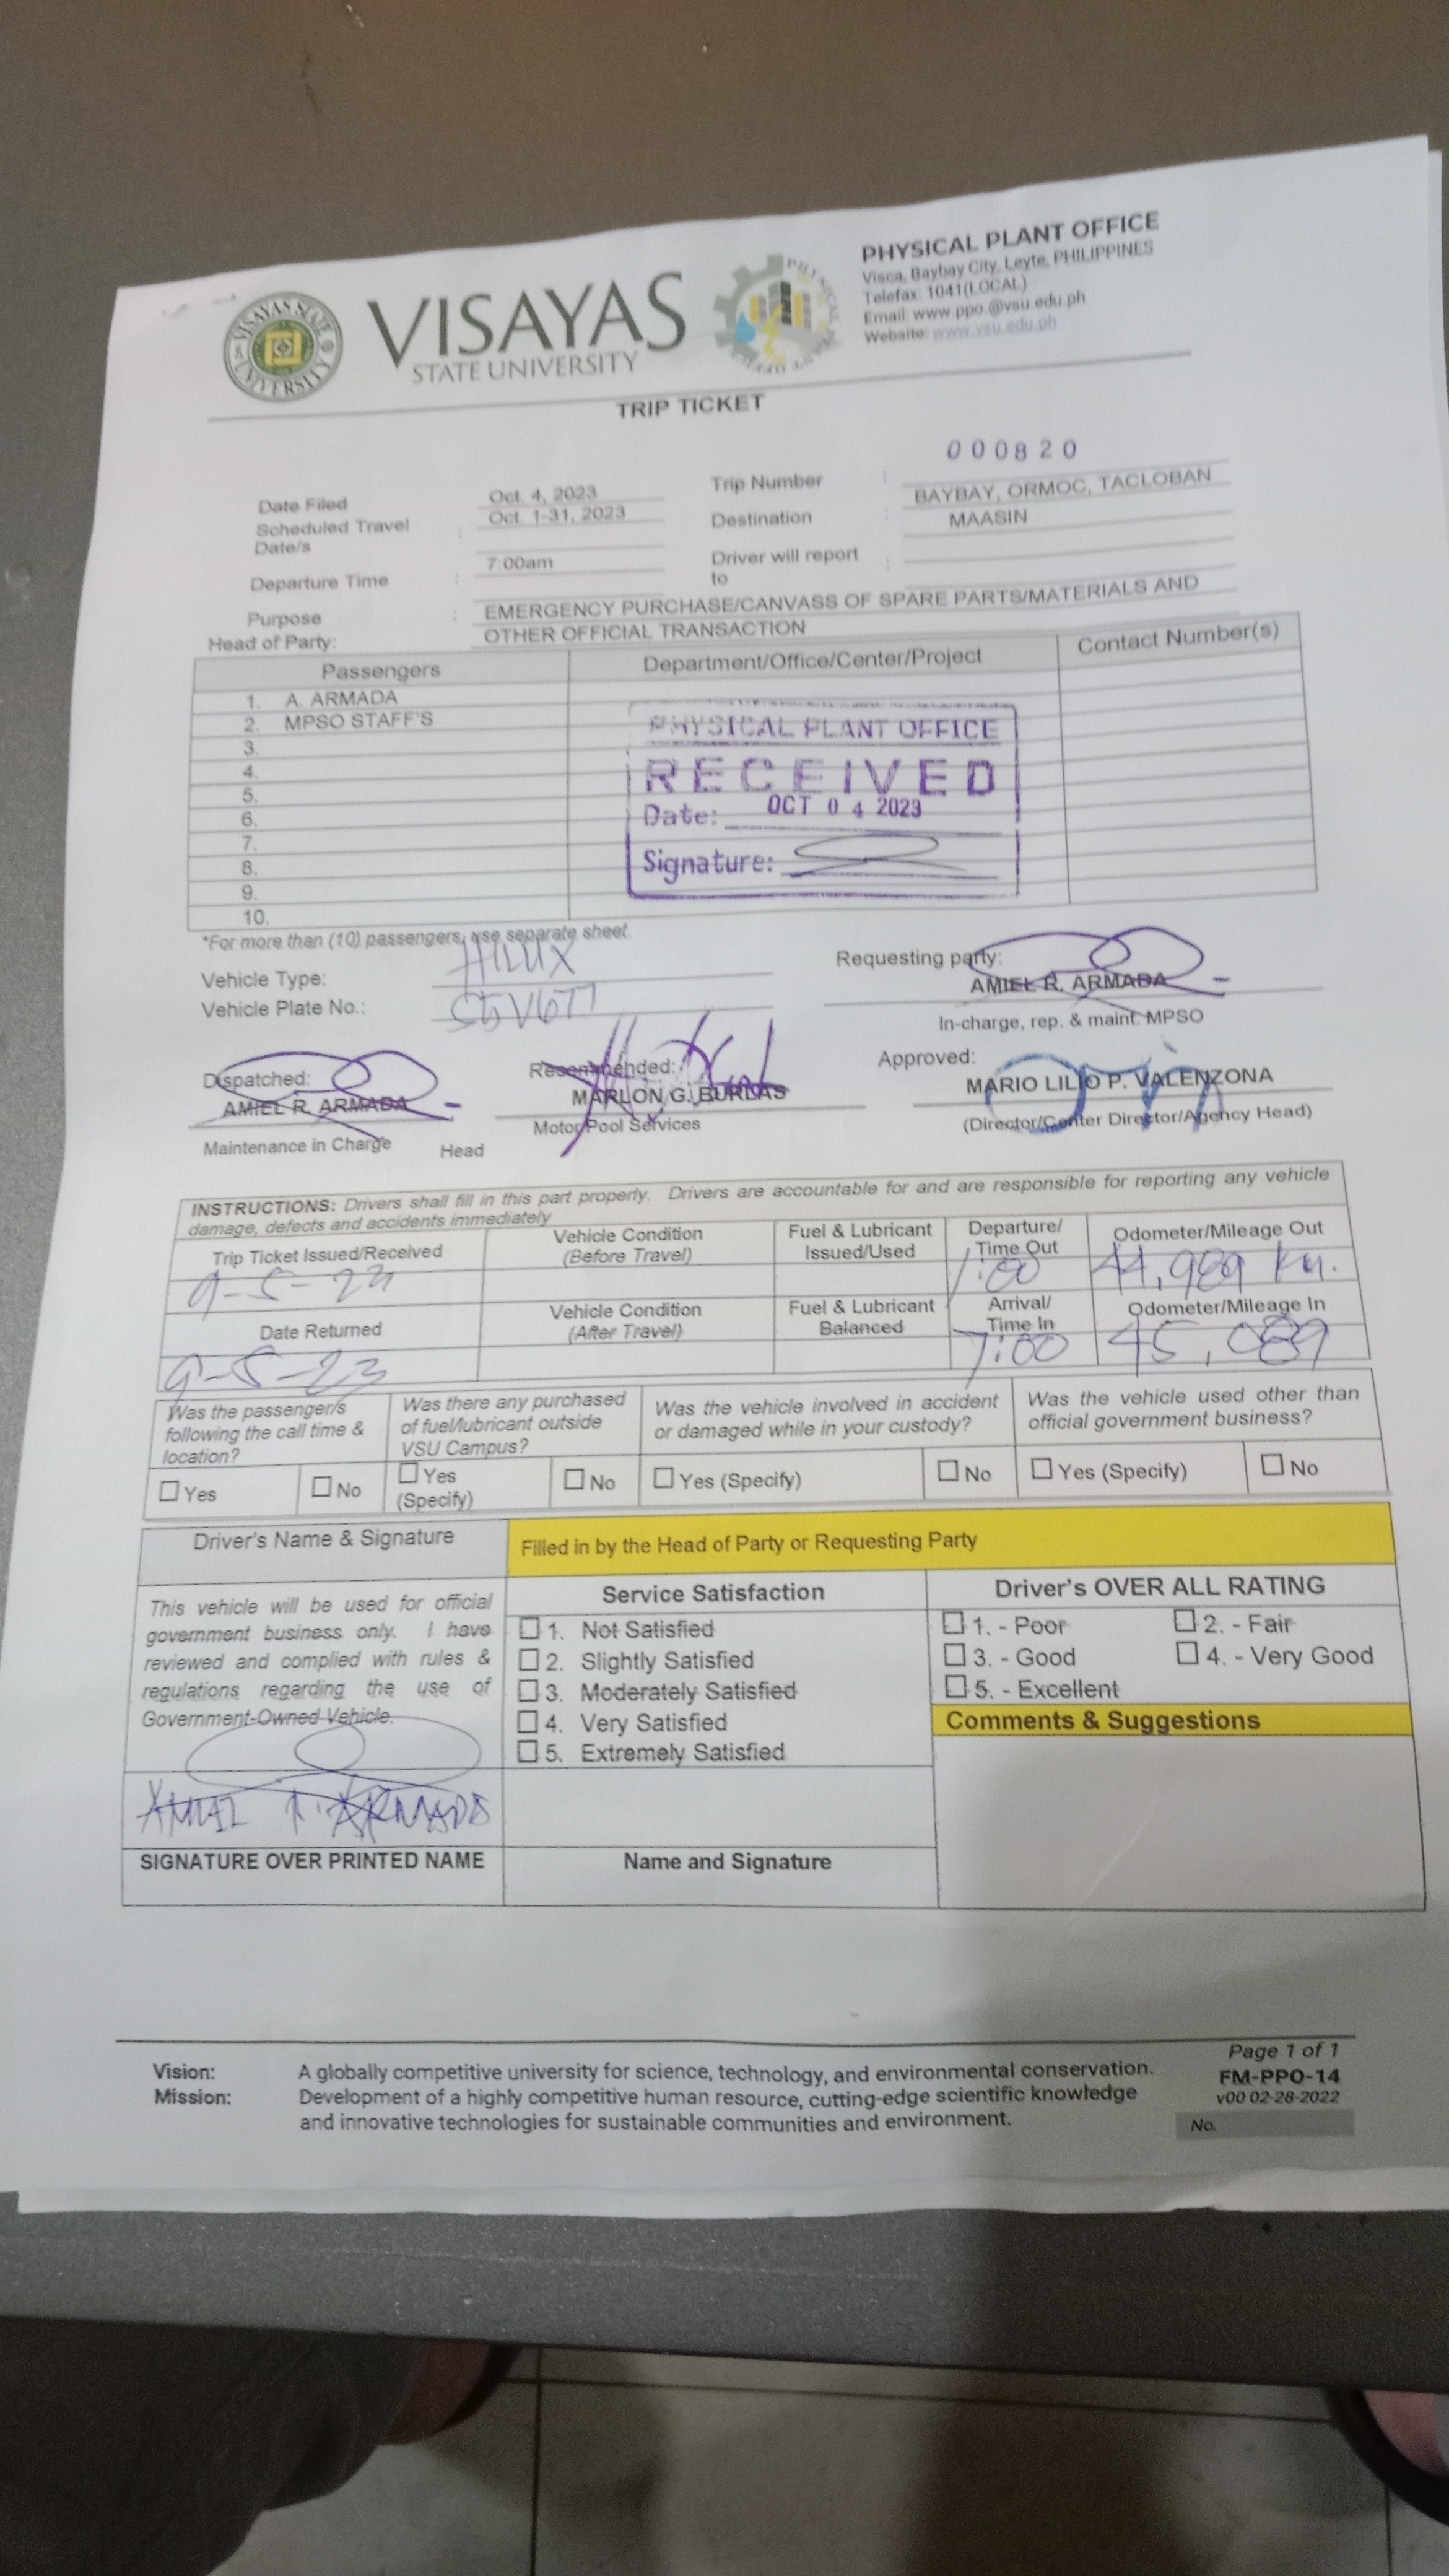 VISAYAS STATE UNIVERSITY
VISAYAS
STATE UNIVERSITY
PHYSICAL PLANT OFFICE
Visca, Baybay City, Leyte, PHILIPPINES
Telefax: 1041(LOCAL)
Email: www.ppo.@vsu.edu.ph
Website: www.vsu.edu.ph
TRIP TICKET
000820
Date Filed Oct. 4, 2023 Trip Number :
Scheduled Travel Date/s : Oct. 1-31, 2023 Destination : BAYBAY, ORMOC, TACLOBAN
MAASIN
Departure Time : 7:00am Driver will report to :
Purpose : EMERGENCY PURCHASE/CANVASS OF SPARE PARTS/MATERIALS AND
OTHER OFFICIAL TRANSACTION
Head of Party:
Passengers Department/Office/Center/Project Contact Number(s)
1. A. ARMADA
2. MPSO STAFF'S
3.
4.
5.
6.
7.
8.
9.
10.
PHYSICAL PLANT OFFICE
RECEIVED
Date: OCT 04 2023
Signature:
*For more than (10) passengers, use separate sheet.
Vehicle Type: HILUX
Vehicle Plate No.:
Requesting party:
AMIEL R. ARMADA
In-charge, rep. & maint. MPSO
Dispatched:
AMIEL R. ARMADA
Maintenance in Charge
Recommended:
MARLON G. BURLAS
Head Motor Pool Services
Approved:
MARIO LILIO P. VALENZONA
(Director/Center Director/Agency Head)
INSTRUCTIONS: Drivers shall fill in this part properly. Drivers are accountable for and are responsible for reporting any vehicle
damage, defects and accidents immediately
Trip Ticket Issued/Received Vehicle Condition (Before Travel) Fuel & Lubricant Issued/Used Departure/ Time Out Odometer/Mileage Out
9-5-23 44,989 km.
Date Returned Vehicle Condition (After Travel) Fuel & Lubricant Balanced Arrival/ Time In Odometer/Mileage In
9-5-23 7:00 45,089
Was the passenger/s following the call time & location?
Was there any purchased of fuel/lubricant outside VSU Campus?
Was the vehicle involved in accident or damaged while in your custody?
Was the vehicle used other than official government business?
Yes No Yes (Specify) No Yes (Specify) No Yes (Specify) No
Driver's Name & Signature
Filled in by the Head of Party or Requesting Party
This vehicle will be used for official
government business only. I have
reviewed and complied with rules &
regulations regarding the use of
Government-Owned Vehicle.
Service Satisfaction
1. Not Satisfied
2. Slightly Satisfied
3. Moderately Satisfied
4. Very Satisfied
5. Extremely Satisfied
Driver's OVER ALL RATING
1. - Poor 2. - Fair
3. - Good 4. - Very Good
5. - Excellent
Comments & Suggestions
ARMADA
SIGNATURE OVER PRINTED NAME
Name and Signature
Vision: A globally competitive university for science, technology, and environmental conservation.
Mission: Development of a highly competitive human resource, cutting-edge scientific knowledge
and innovative technologies for sustainable communities and environment.
Page 1 of 1
FM-PPO-14
v00 02-28-2022
No.